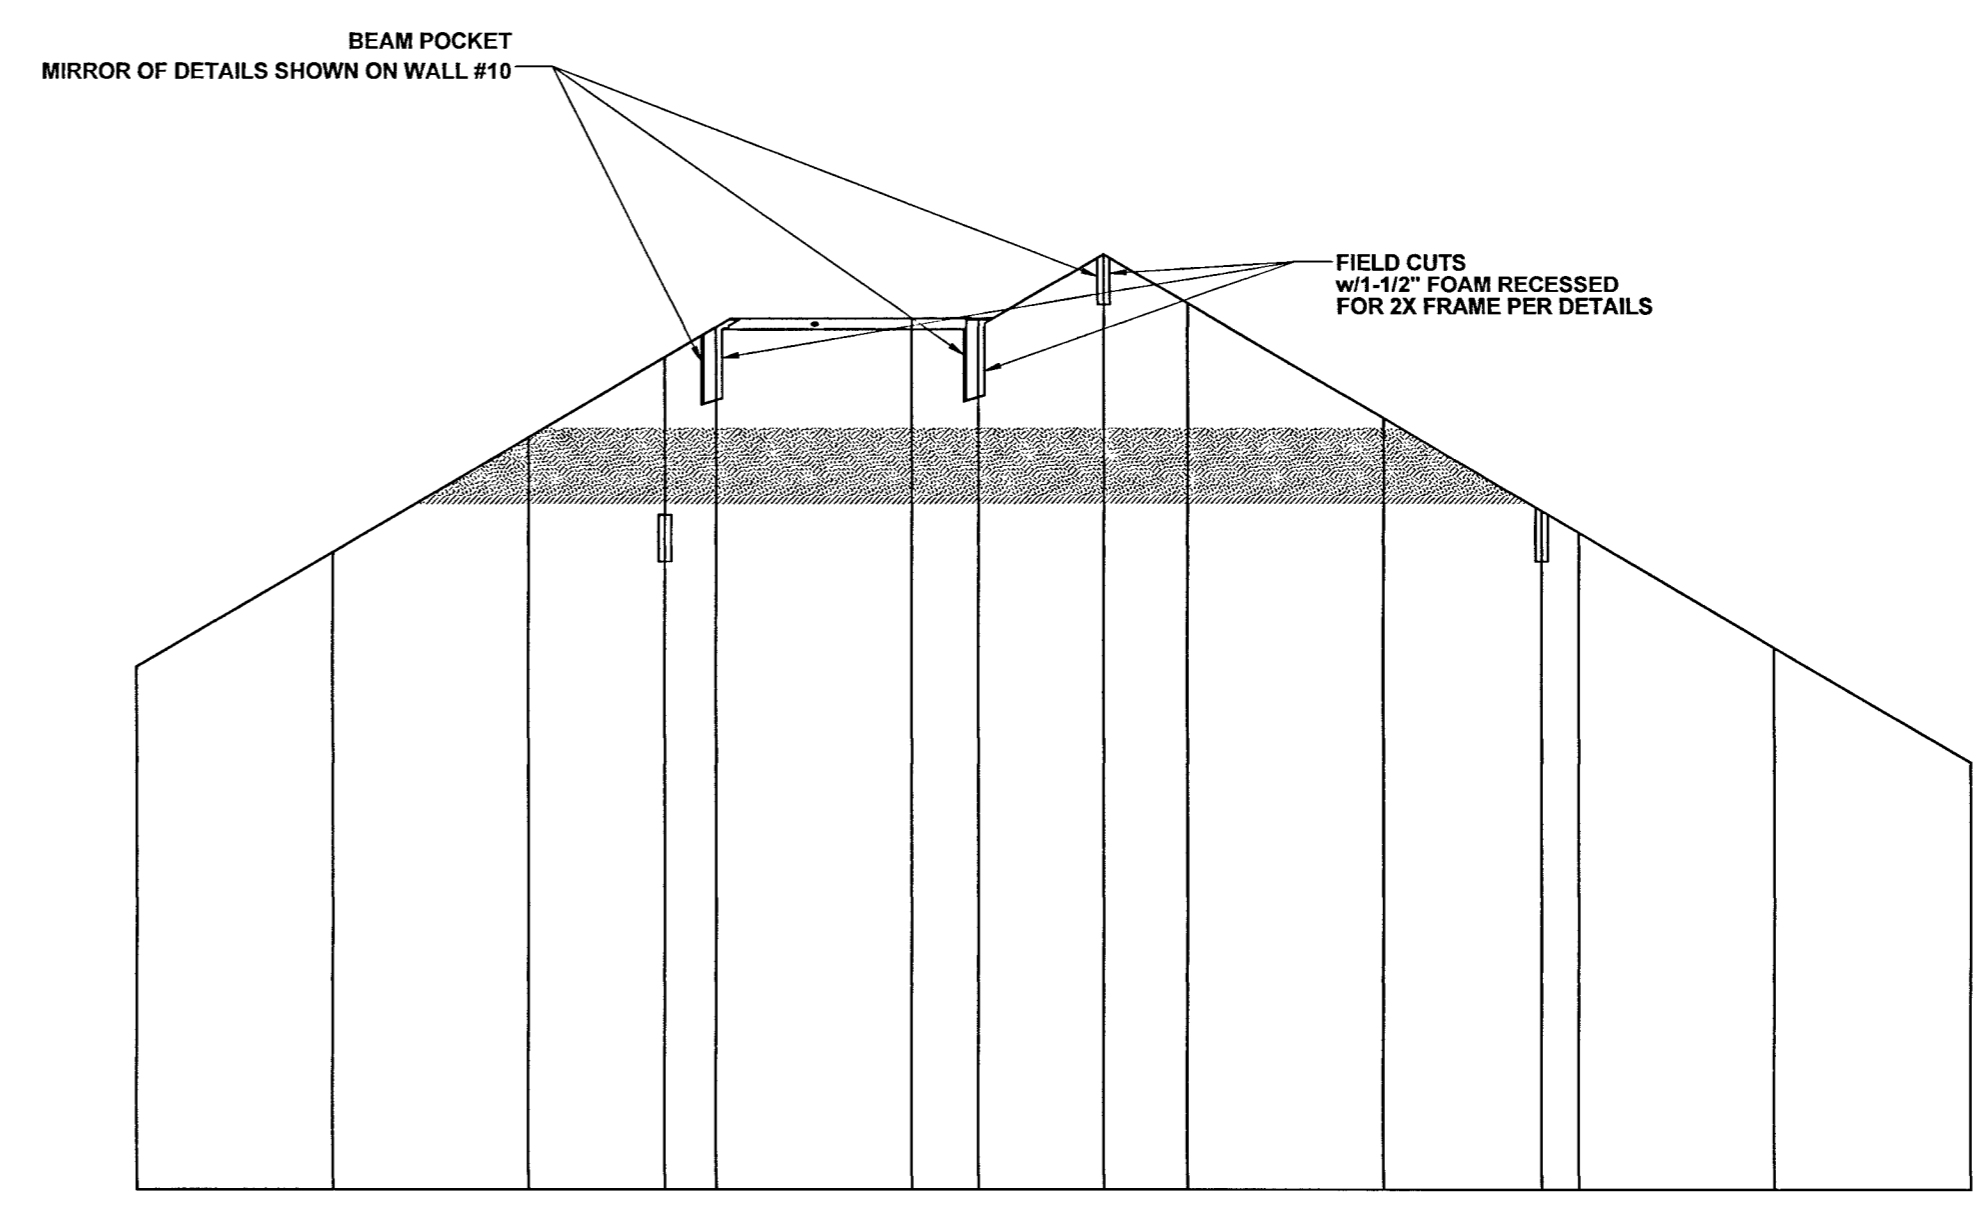 BEAM POCKET
MIRROR OF DETAILS SHOWN ON WALL #10
FIELD CUTS
w/1-1/2" FOAM RECESSED
FOR 2X FRAME PER DETAILS